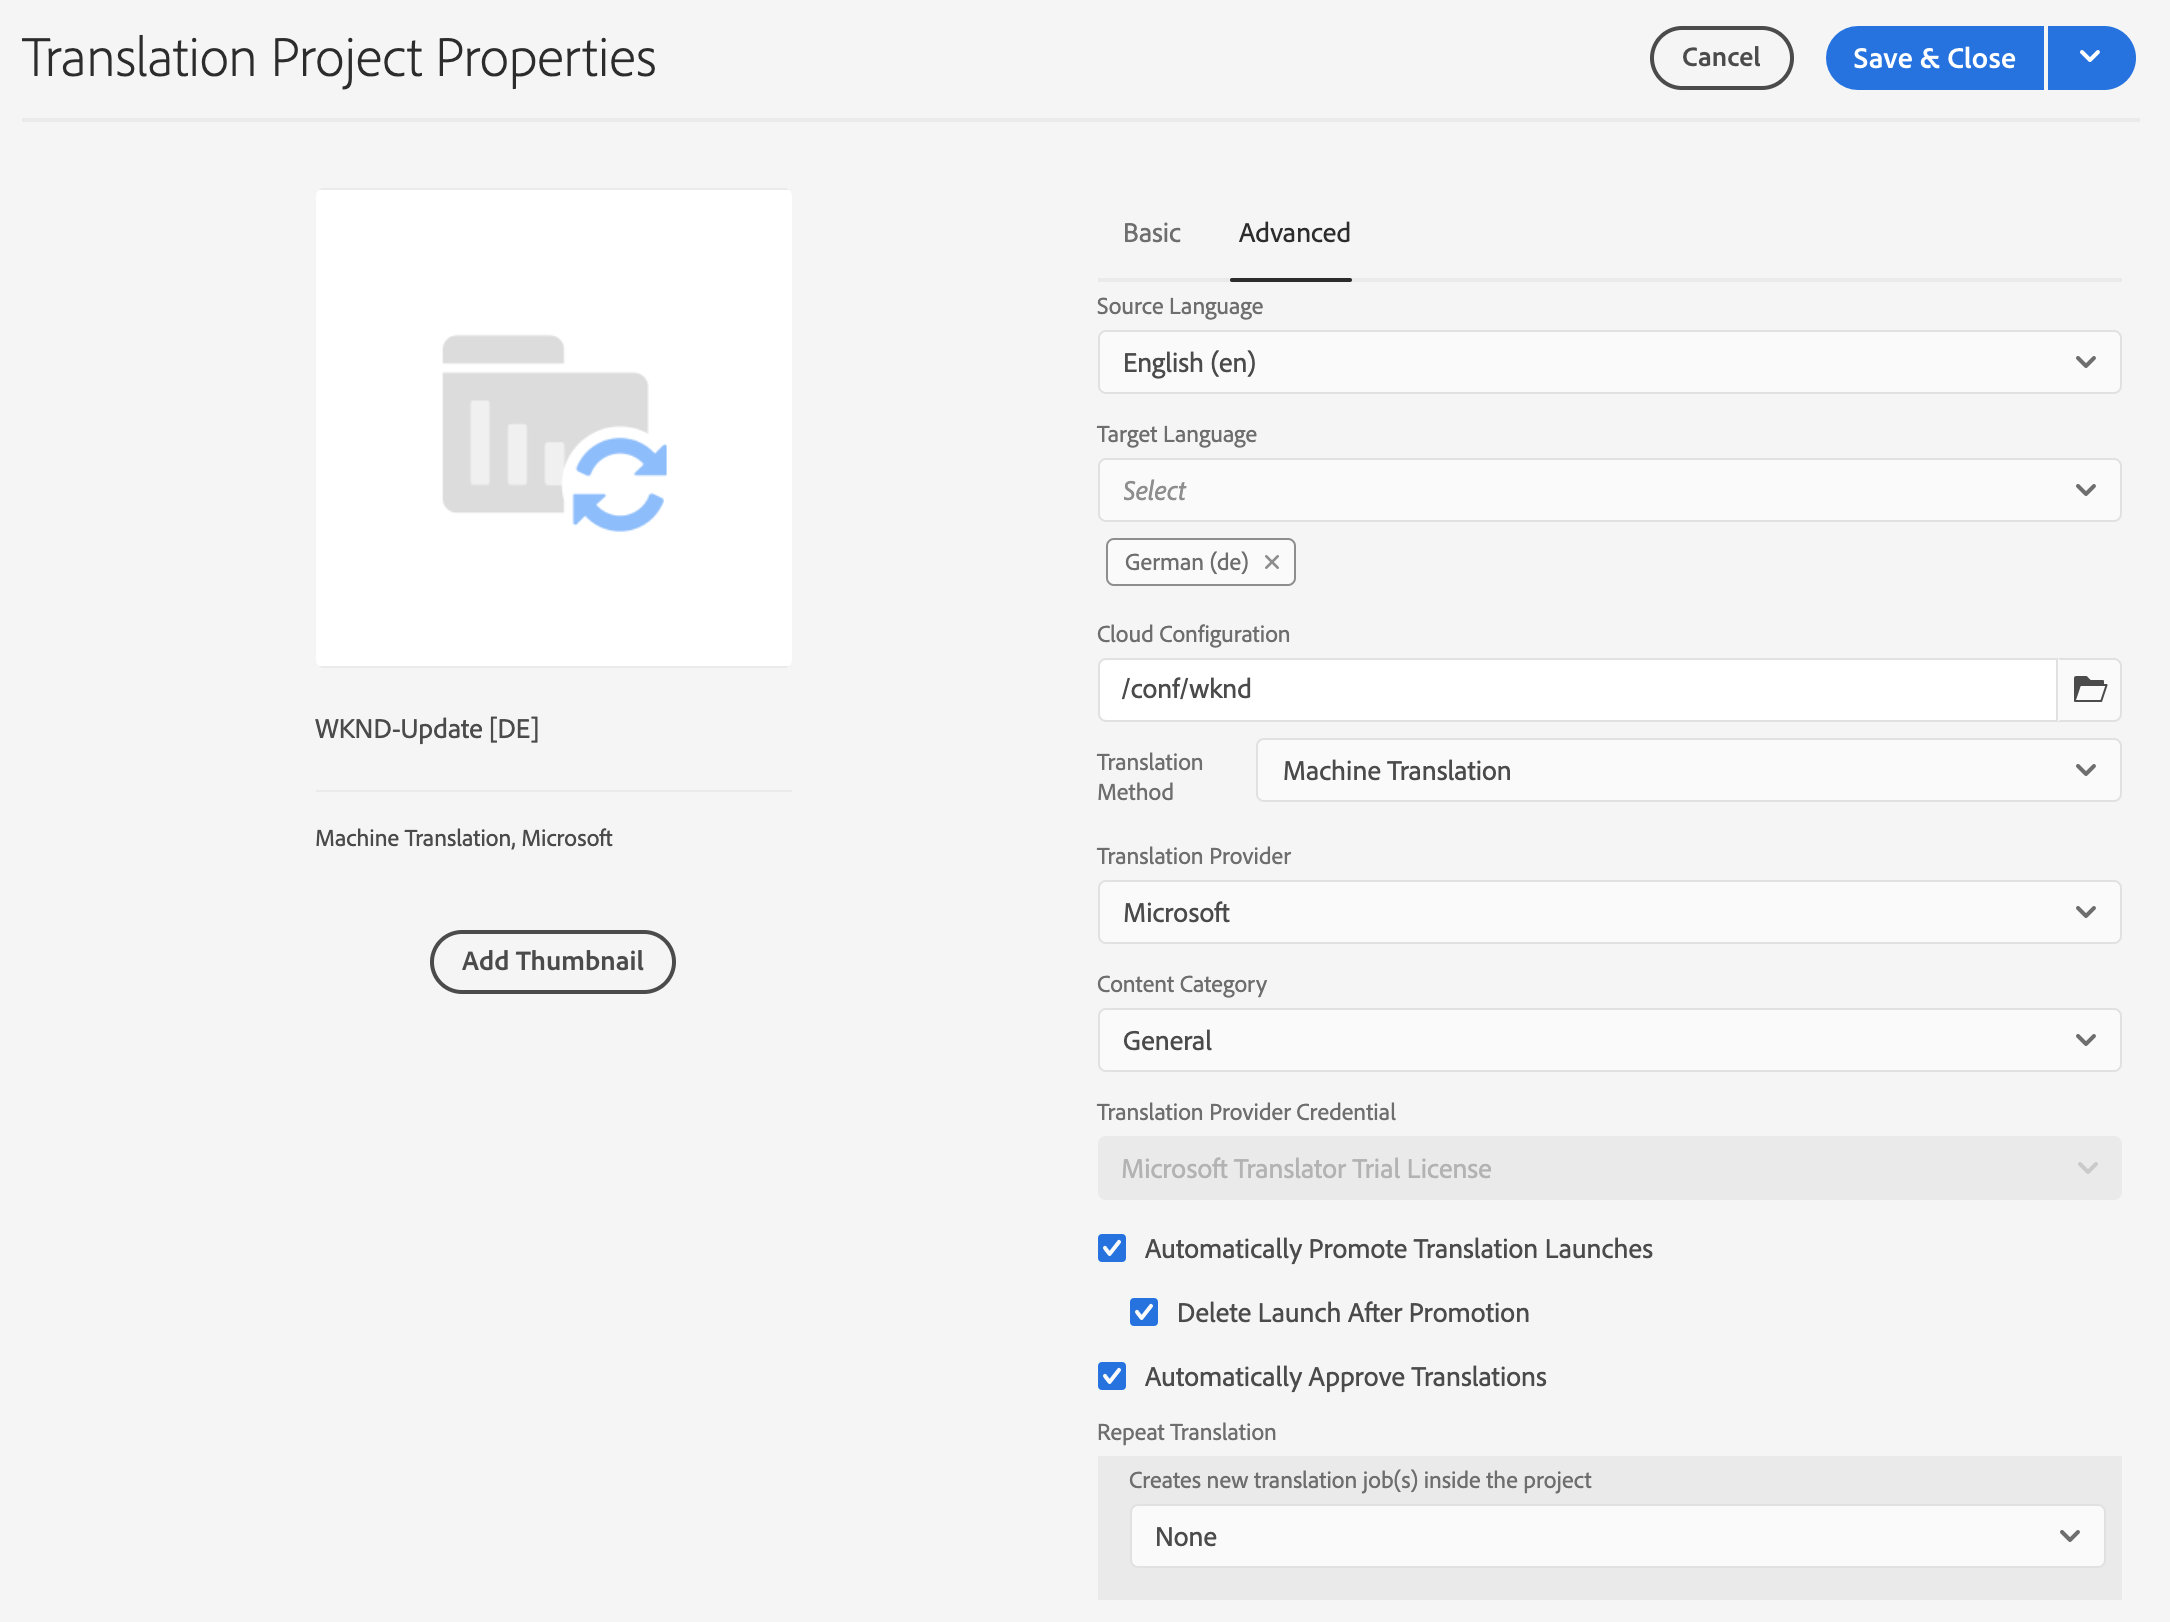 Translation Project Properties
Cancel
Save & Close
WKND-Update [DE]
Machine Translation, Microsoft
Add Thumbnail
Basic
Advanced
Source Language
English (en)
Target Language
Select
German (de)
Cloud Configuration
/conf/wknd
Translation
Method
Machine Translation
Translation Provider
Microsoft
Content Category
General
Translation Provider Credential
Microsoft Translator Trial License
Automatically Promote Translation Launches
Delete Launch After Promotion
Automatically Approve Translations
Repeat Translation
Creates new translation job(s) inside the project
None